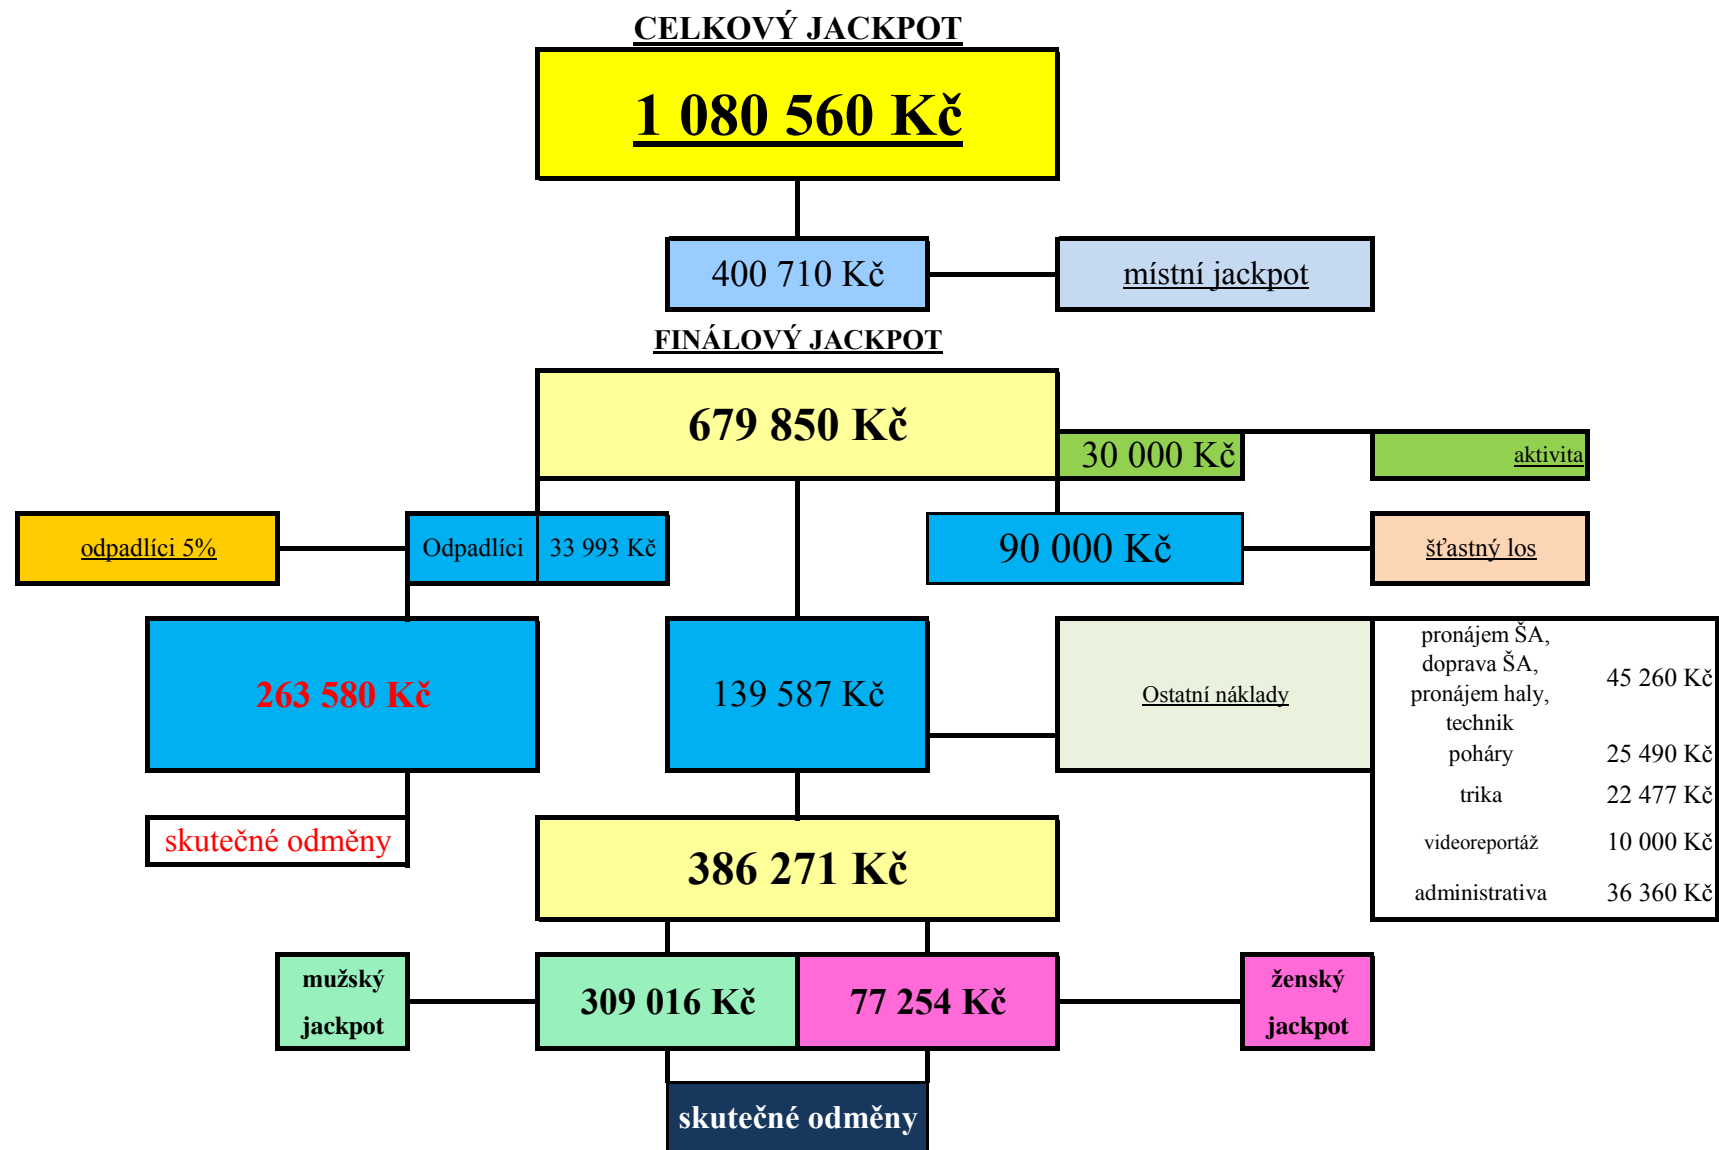 CELKOVÝ JACKPOT
1 080 560 Kč
400 710 Kč
místní jackpot
FINÁLOVÝ JACKPOT
679 850 Kč
30 000 Kč
aktivita
odpadlíci 5%
Odpadlíci
33 993 Kč
90 000 Kč
šťastný los
263 580 Kč
139 587 Kč
Ostatní náklady
pronájem ŠA,
doprava ŠA,
pronájem haly,
technik
45 260 Kč
poháry
25 490 Kč
trika
22 477 Kč
videoreportáž
10 000 Kč
administrativa
36 360 Kč
skutečné odměny
386 271 Kč
mužský
jackpot
309 016 Kč
77 254 Kč
ženský
jackpot
skutečné odměny